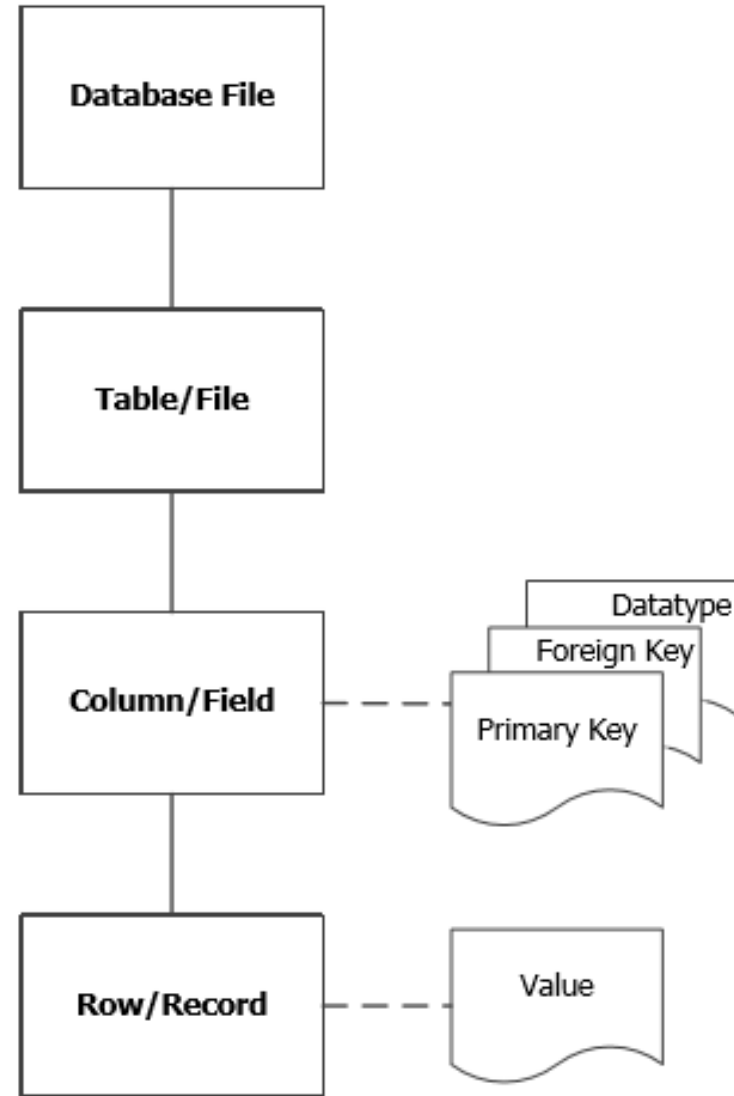 Database File
Table/File
Datatype
Foreign Key
Column/Field
Primary Key
Row/Record
Value